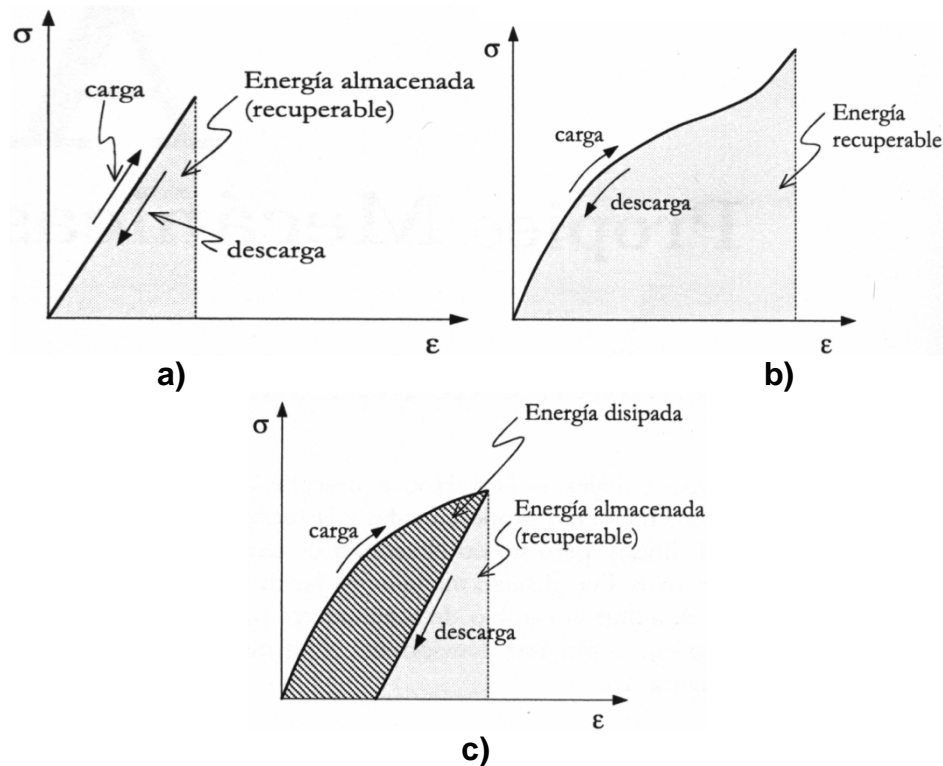 σ
carga
Energía almacenada
(recuperable)
descarga
ε
a)
σ
carga
descarga
Energía
recuperable
ε
b)
σ
Energía disipada
carga
Energía almacenada
(recuperable)
descarga
ε
c)